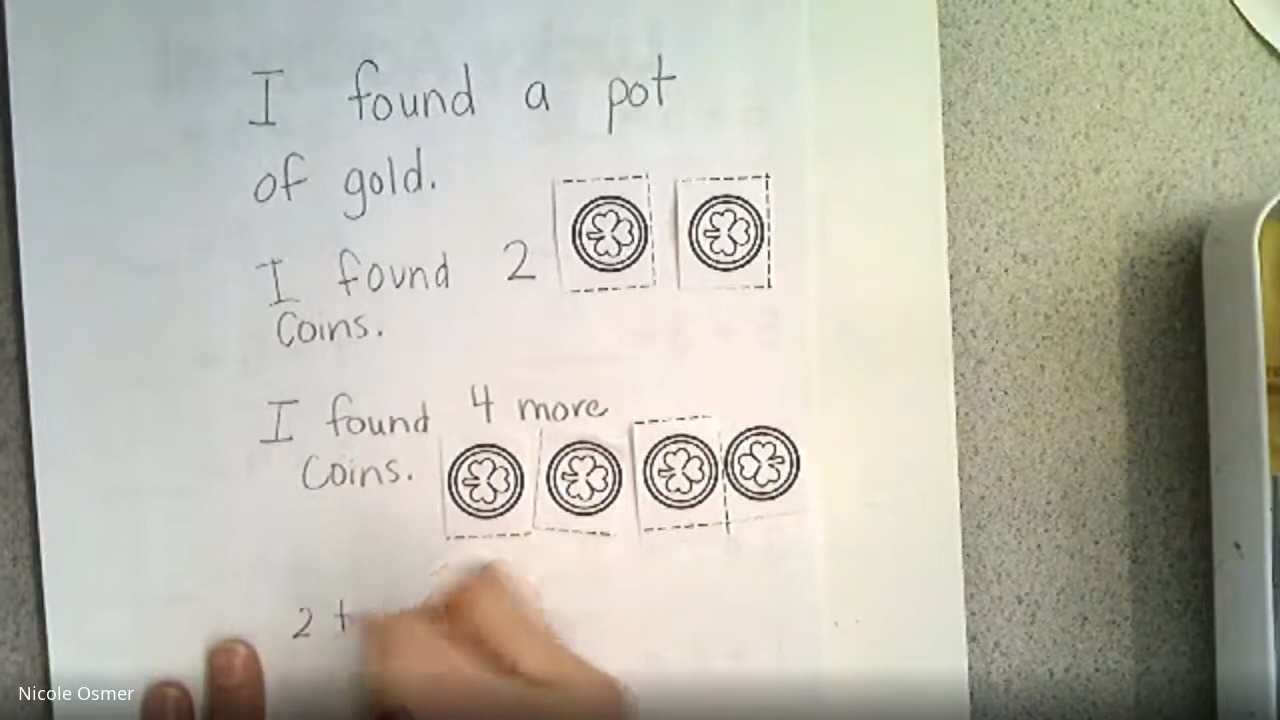 I found a pot
of gold.
I found 2
Coins.
I found 4 more
Coins.
2 +
Nicole Osmer